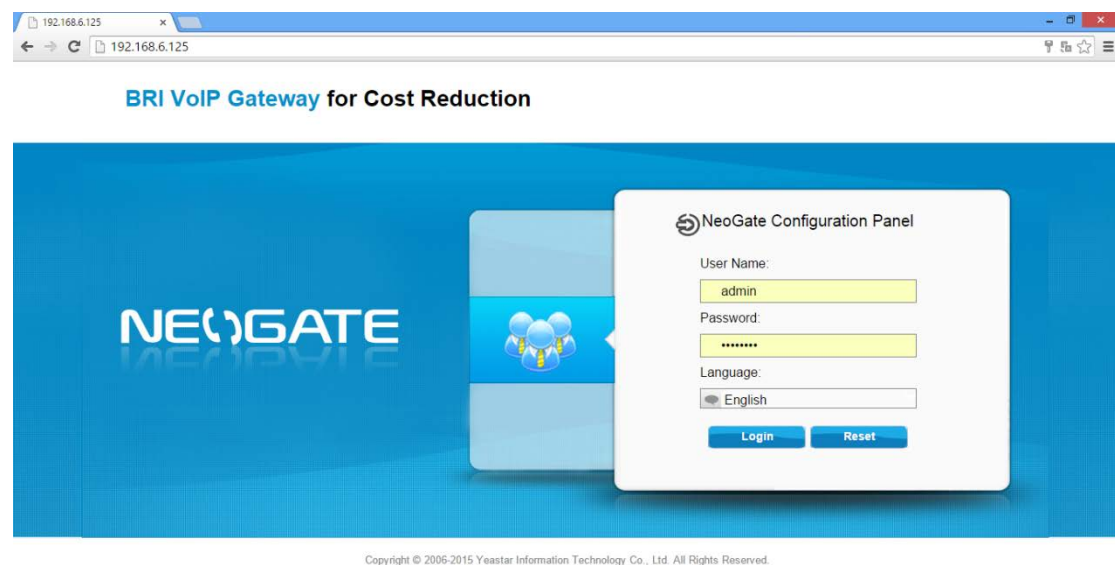 192.168.6.125
192.168.6.125
BRI VoIP Gateway for Cost Reduction
NeoGate Configuration Panel
User Name:
admin
Password:
••••••••
NEOGATE
Language:
English
Login Reset
Copyright © 2006-2015 Yeastar Information Technology Co., Ltd. All Rights Reserved.